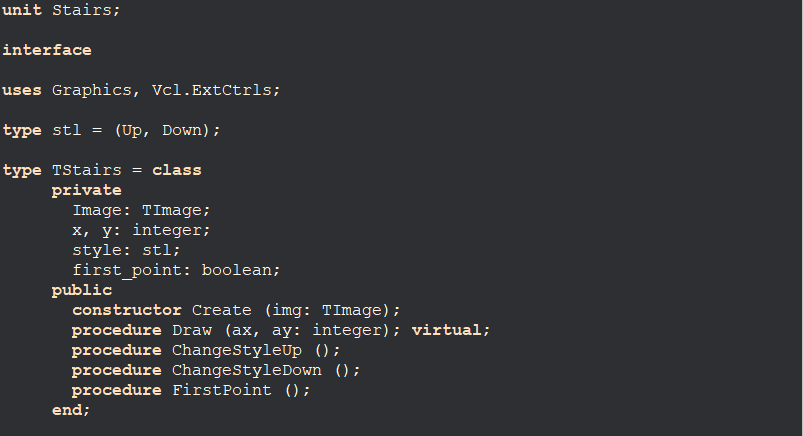 unit Stairs;
interface
uses Graphics, Vcl.ExtCtrls;
type stl = (Up, Down);
type TStairs = class
private
Image: TImage;
x, y: integer;
style: stl;
first_point: boolean;
public
constructor Create (img: TImage);
procedure Draw (ax, ay: integer); virtual;
procedure ChangeStyleUp ();
procedure ChangeStyleDown ();
procedure FirstPoint ();
end;